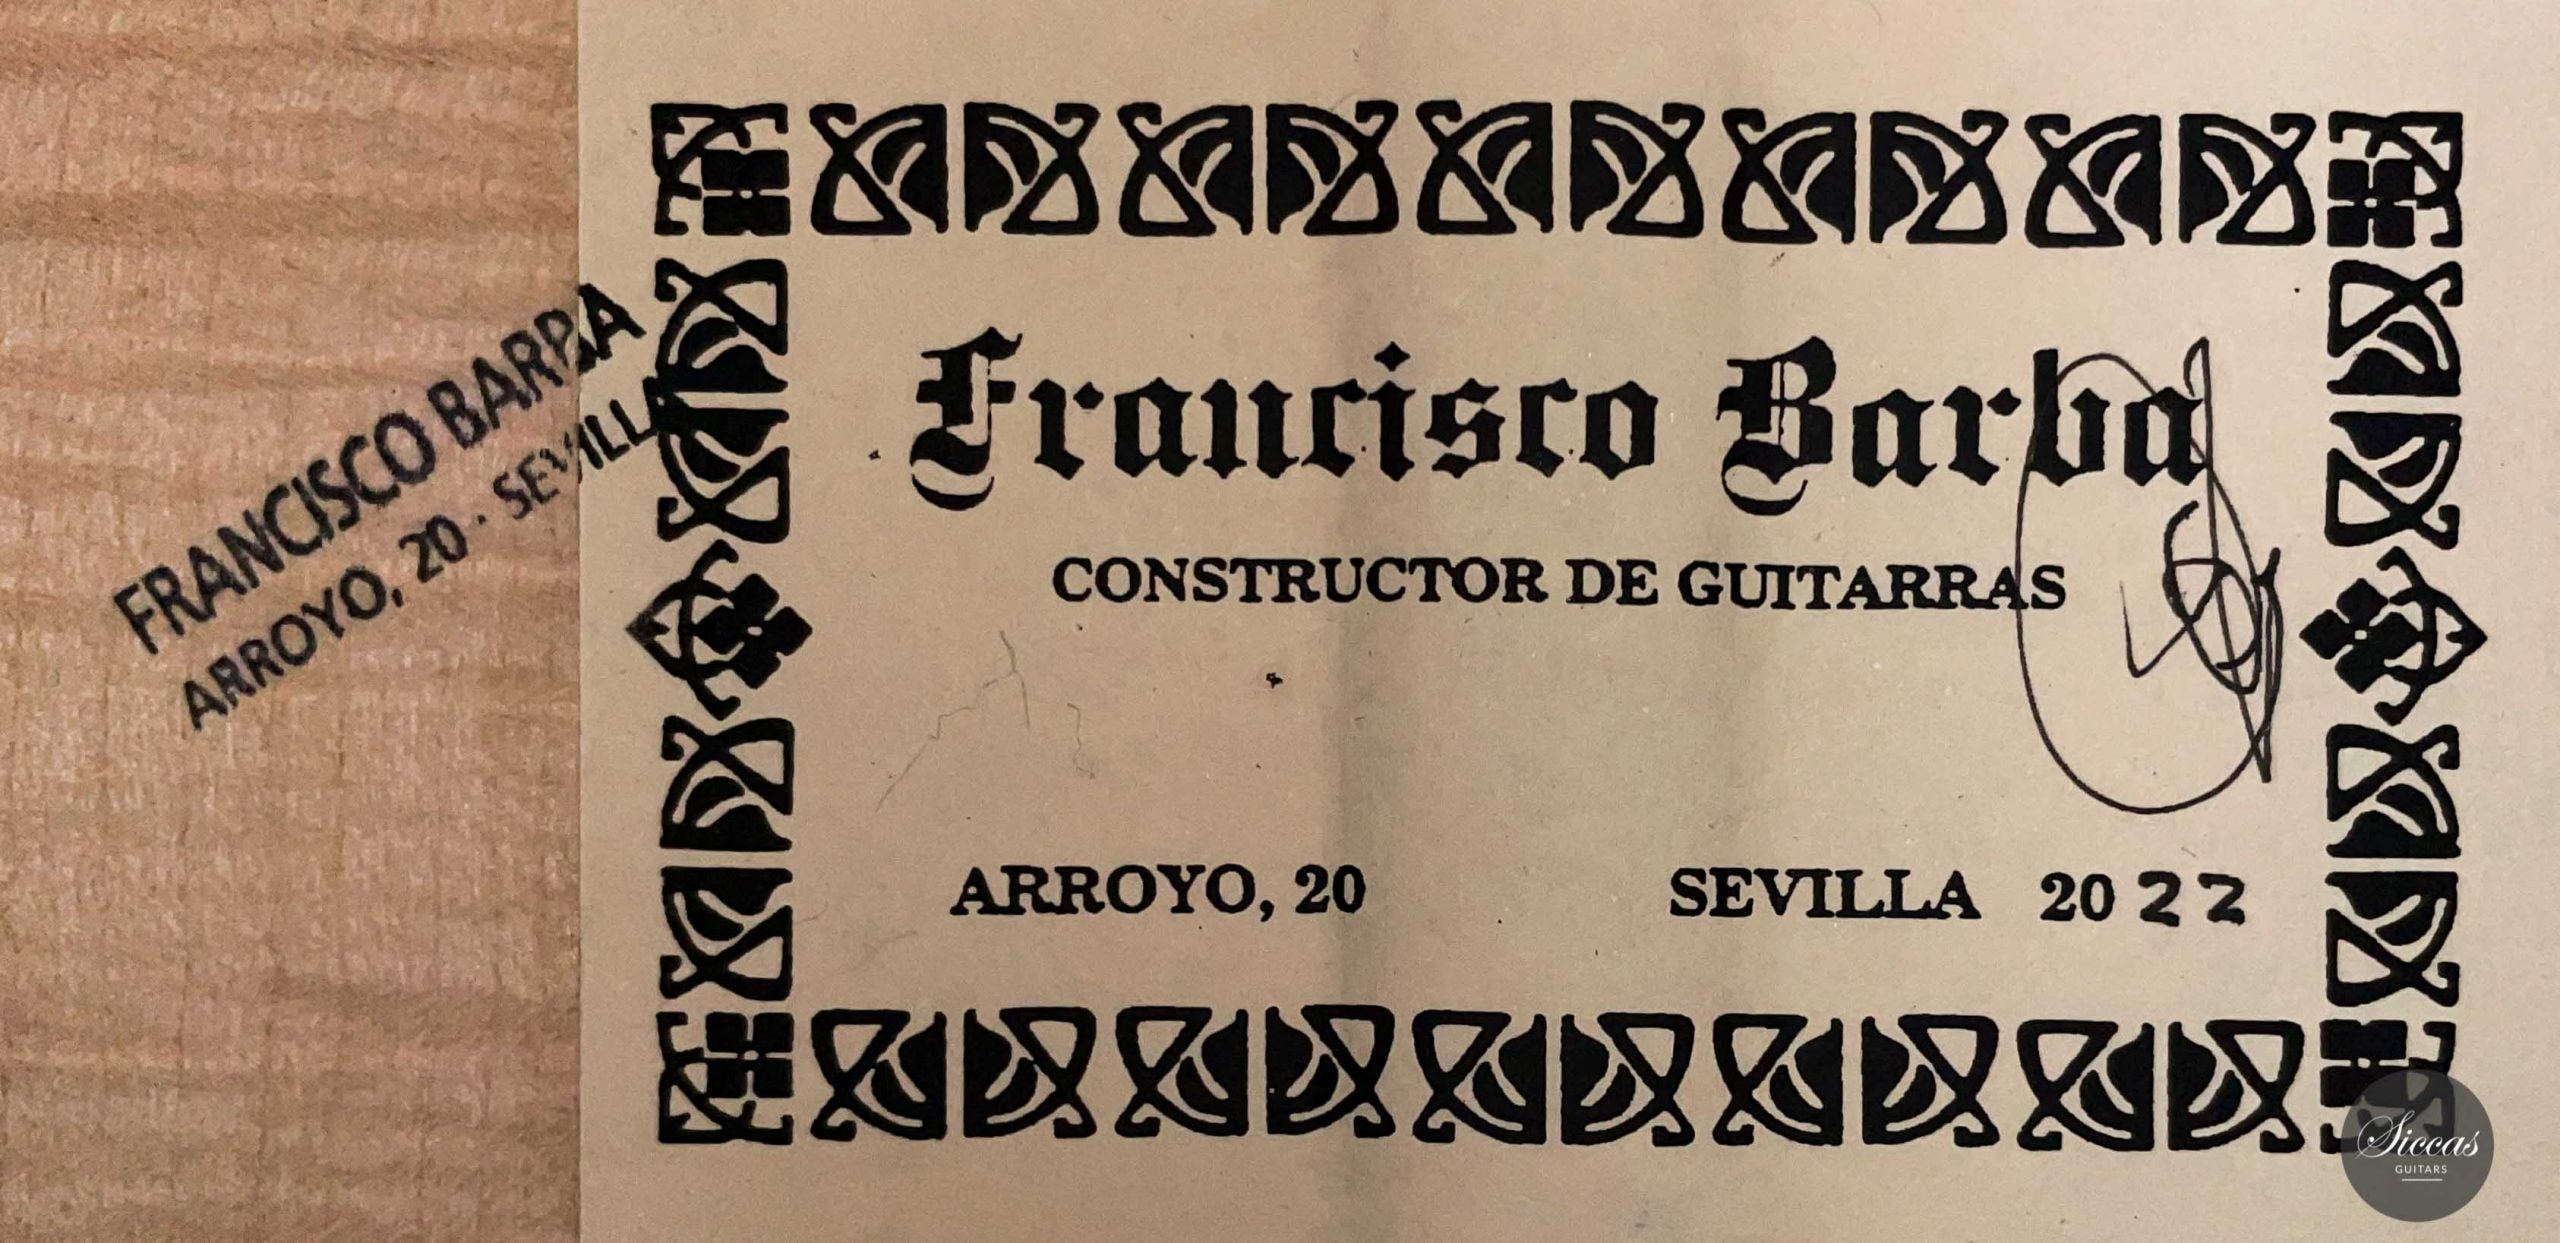 FRANCISCO BARBA
ARROYO, 20 · SEVILLA
Francisco Barba
CONSTRUCTOR DE GUITARRAS
ARROYO, 20 SEVILLA 2022
Siccas
GUITARS